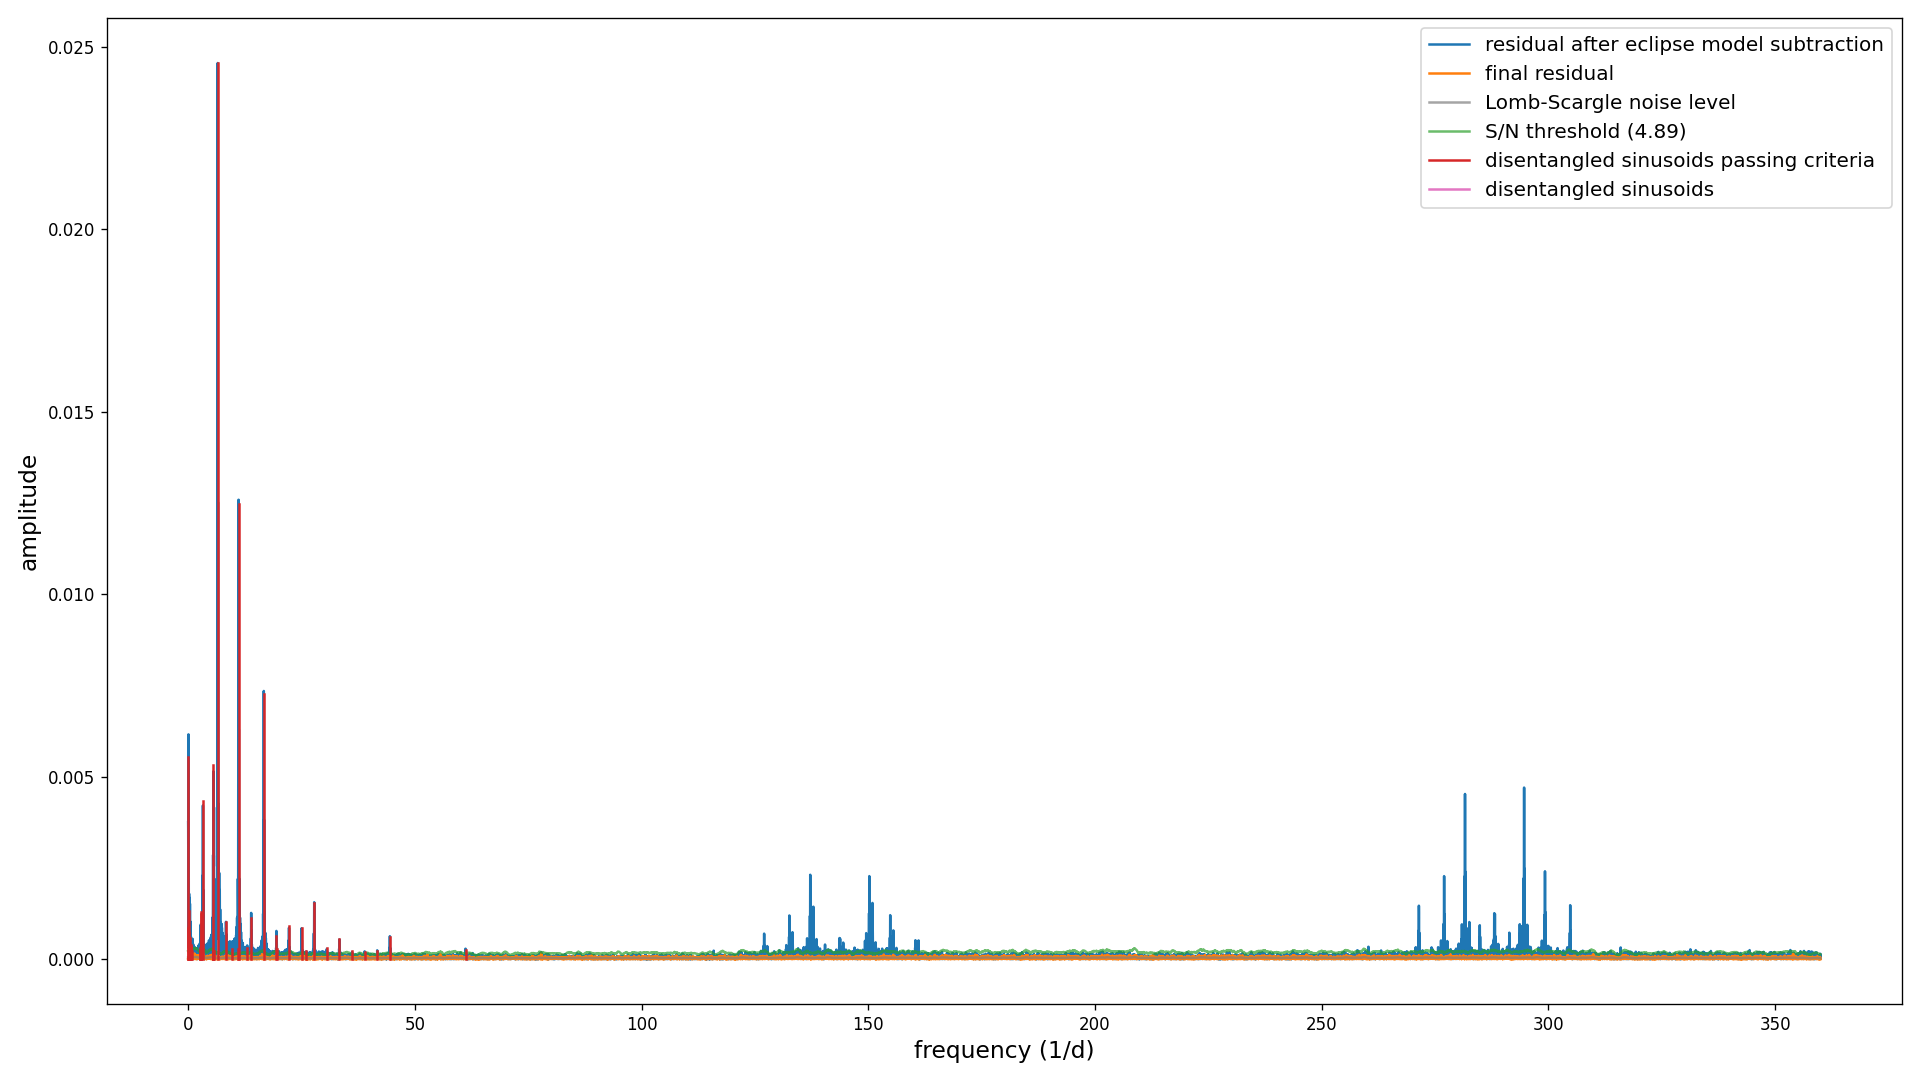 residual after eclipse model subtraction
final residual
Lomb-Scargle noise level
S/N threshold (4.89)
disentangled sinusoids passing criteria
disentangled sinusoids
0.025
0.020
0.015
0.010
0.005
0.000
amplitude
0 50 100 150 200 250 300 350
frequency (1/d)